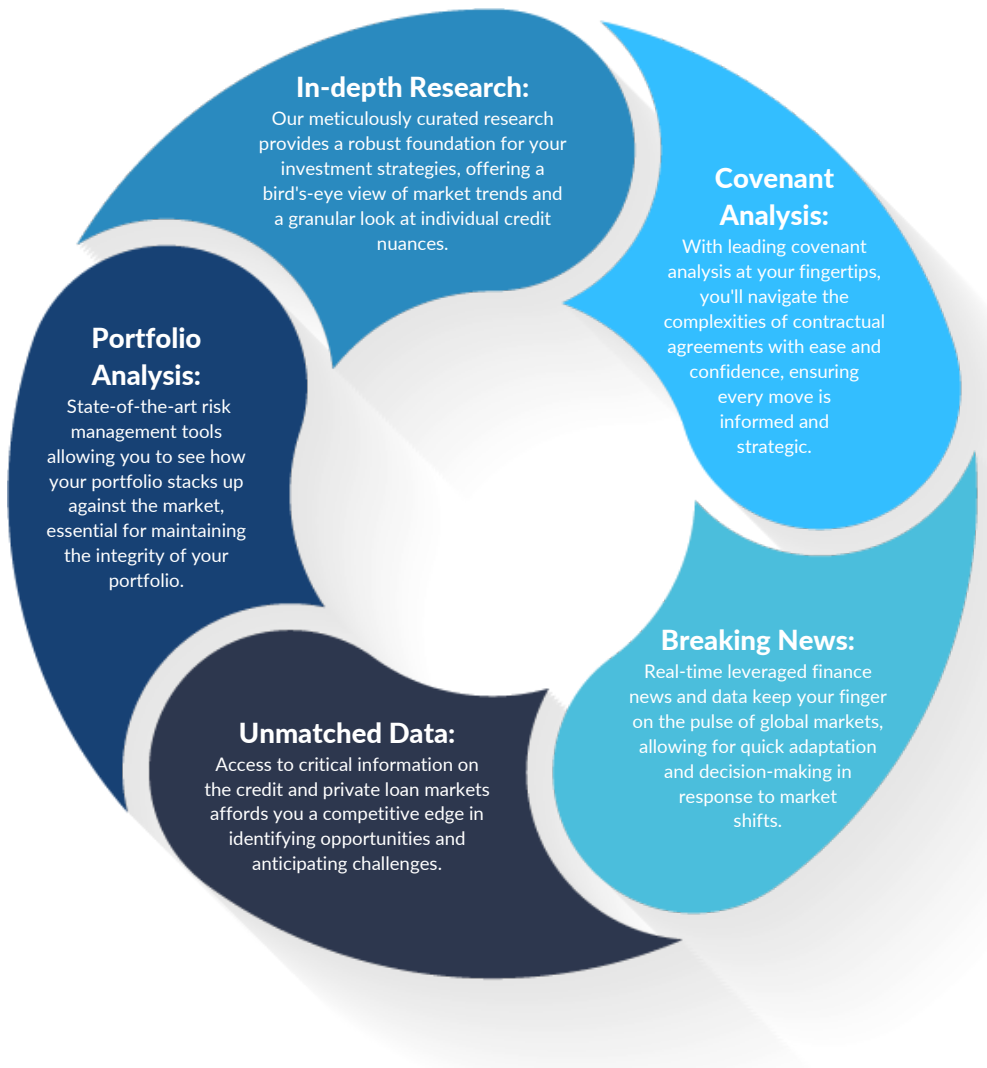 In-depth Research:
Our meticulously curated research
provides a robust foundation for your
investment strategies, offering a
bird's-eye view of market trends and
a granular look at individual credit
nuances.
Covenant
Analysis:
With leading covenant
analysis at your fingertips,
you'll navigate the
complexities of contractual
agreements with ease and
confidence, ensuring
every move is
informed and
strategic.
Breaking News:
Real-time leveraged finance
news and data keep your finger
on the pulse of global markets,
allowing for quick adaptation
and decision-making in
response to market
shifts.
Unmatched Data:
Access to critical information on
the credit and private loan markets
affords you a competitive edge in
identifying opportunities and
anticipating challenges.
Portfolio
Analysis:
State-of-the-art risk
management tools
allowing you to see how
your portfolio stacks up
against the market,
essential for maintaining
the integrity of your
portfolio.